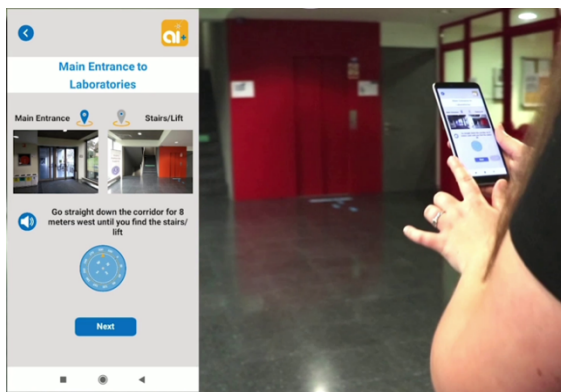 ai+
Main Entrance to
Laboratories
Main Entrance
Stairs/Lift
Go straight down the corridor for 8
meters west until you find the stairs/
lift
Next